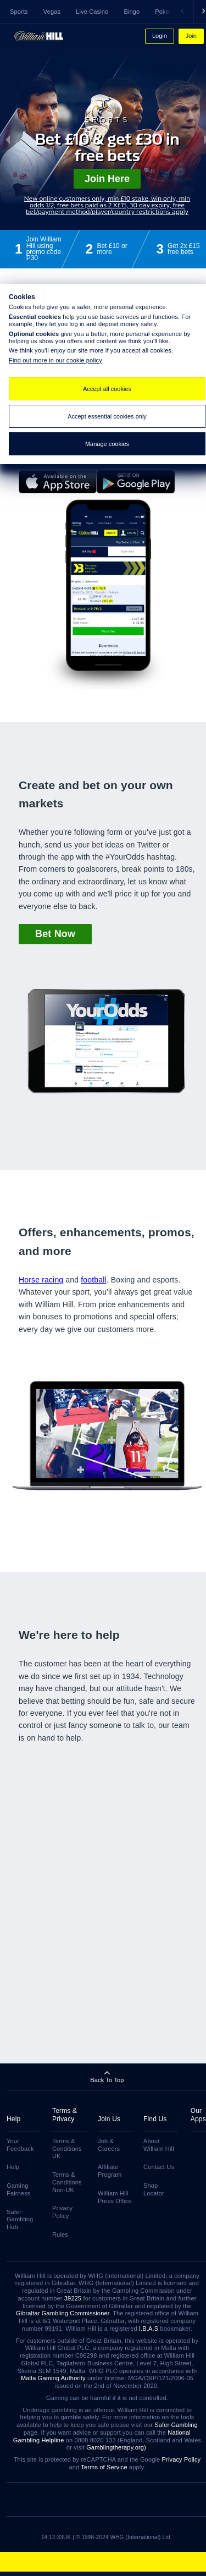 Sports Vegas Live Casino Bingo
William HILL Login Join
SPORTS
Bet £10 & get £30 in
free bets
Join Here
New online customers only, min £10 stake, win only, min
odds 1/2, free bets paid as 2 X £15, 30 day expiry, free
bet/payment method/player/country restrictions apply
1 Join William
Hill using
promo code
P30
2 Bet £10 or
more
3 Get 2x £15
free bets
Cookies
Cookies help give you a safer, more personal experience.
Essential cookies help you use basic services and functions. For
example, they let you log in and deposit money safely.
Optional cookies give you a better, more personal experience by
helping us show you offers and content we think you'll like.
We think you'll enjoy our site more if you accept all cookies.
Find out more in our cookie policy
Accept all cookies
Accept essential cookies only
Manage cookies
Available on the
App Store
GET IT ON
Google Play
Create and bet on your own
markets
Whether you're following form or you've just got a
hunch, send us your bet ideas on Twitter or
through the app with the #YourOdds hashtag.
From corners to goalscorers, break points to 180s,
the ordinary and extraordinary, let us know what
you come up with and we'll price it up for you and
everyone else to back.
Bet Now
YourOdds
Offers, enhancements, promos,
and more
Horse racing and football. Boxing and esports.
Whatever your sport, you'll always get great value
with William Hill. From price enhancements and
win bonuses to promotions and special offers;
every day we give our customers more.
We're here to help
The customer has been at the heart of everything
we do since we first set up in 1934. Technology
may have changed, but our attitude hasn't. We
believe that betting should be fun, safe and secure
for everyone. If you ever feel that you're not in
control or just fancy someone to talk to, our team
is on hand to help.
Back To Top
Help
Your
Feedback
Help
Gaming
Fairness
Safer
Gambling
Hub
Terms &
Privacy
Terms &
Conditions
UK
Terms &
Conditions
Non-UK
Privacy
Policy
Rules
Join Us
Job &
Careers
Affiliate
Program
William Hill
Press Office
Find Us
About
William Hill
Contact Us
Shop
Locator
Our
Apps
William Hill is operated by WHG (International) Limited, a company
registered in Gibraltar. WHG (International) Limited is licensed and
regulated in Great Britain by the Gambling Commission under
account number 39225 for customers in Great Britain and further
licensed by the Government of Gibraltar and regulated by the
Gibraltar Gambling Commissioner. The registered office of William
Hill is at 6/1 Waterport Place, Gibraltar, with registered company
number 99191. William Hill is a registered I.B.A.S bookmaker.
For customers outside of Great Britain, this website is operated by
William Hill Global PLC, a company registered in Malta with
registration number C96298 and registered office at William Hill
Global PLC, Tagliaferro Business Centre, Level 7, High Street,
Sliema SLM 1549, Malta. WHG PLC operates in accordance with
Malta Gaming Authority under license: MGA/CRP/121/2006-05
issued on the 2nd of November 2020.
Gaming can be harmful if it is not controlled.
Underage gambling is an offence. William Hill is committed to
helping you to gamble safely. For more information on the tools
available to help to keep you safe please visit our Safer Gambling
page. If you want advice or support you can call the National
Gambling Helpline on 0808 8020 133 (England, Scotland and Wales
or visit Gamblingtherapy.org)
This site is protected by reCAPTCHA and the Google Privacy Policy
and Terms of Service apply.
14.12.33UK | © 1998-2024 WHG (International) Ltd